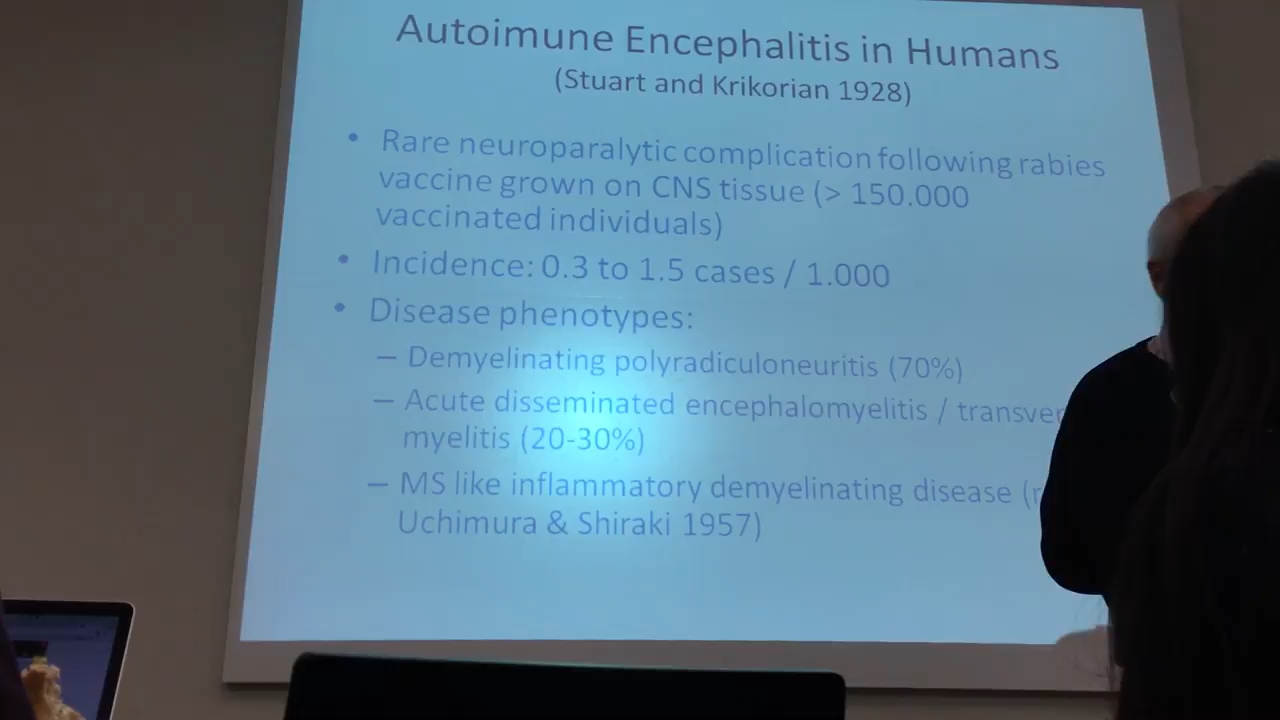 Autoimune Encephalitis in Humans
(Stuart and Krikorian 1928)
• Rare neuroparalytic complication following rabies
vaccine grown on CNS tissue (> 150.000
vaccinated individuals)
• Incidence: 0.3 to 1.5 cases / 1.000
• Disease phenotypes:
– Demyelinating polyradiculoneuritis (70%)
– Acute disseminated encephalomyelitis /
myelitis (20-30%)
– MS like inflammatory demyelinating disease
Uchimura & Shiraki 1957)